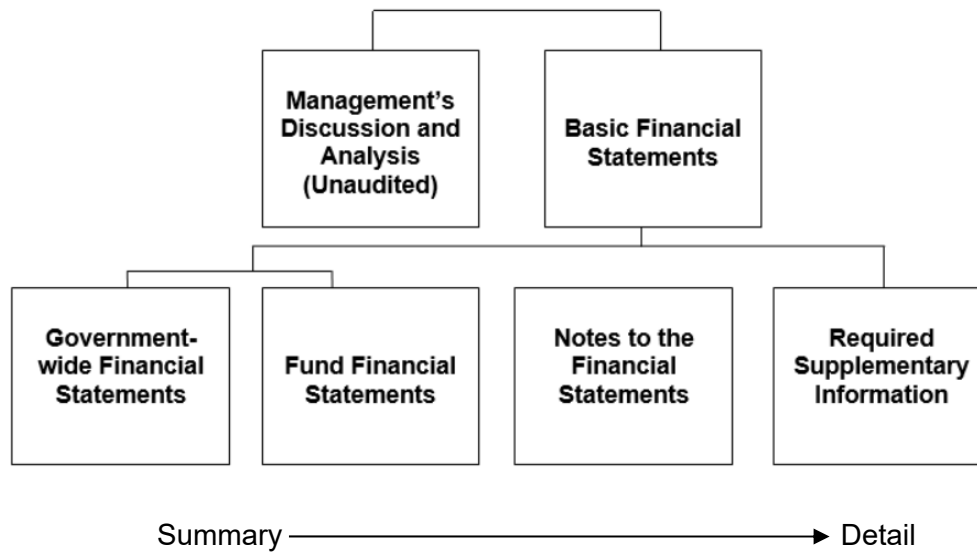 Management’s
Discussion and
Analysis
(Unaudited)
Basic Financial
Statements
Government-
wide Financial
Statements
Fund Financial
Statements
Notes to the
Financial
Statements
Required
Supplementary
Information
Summary
Detail